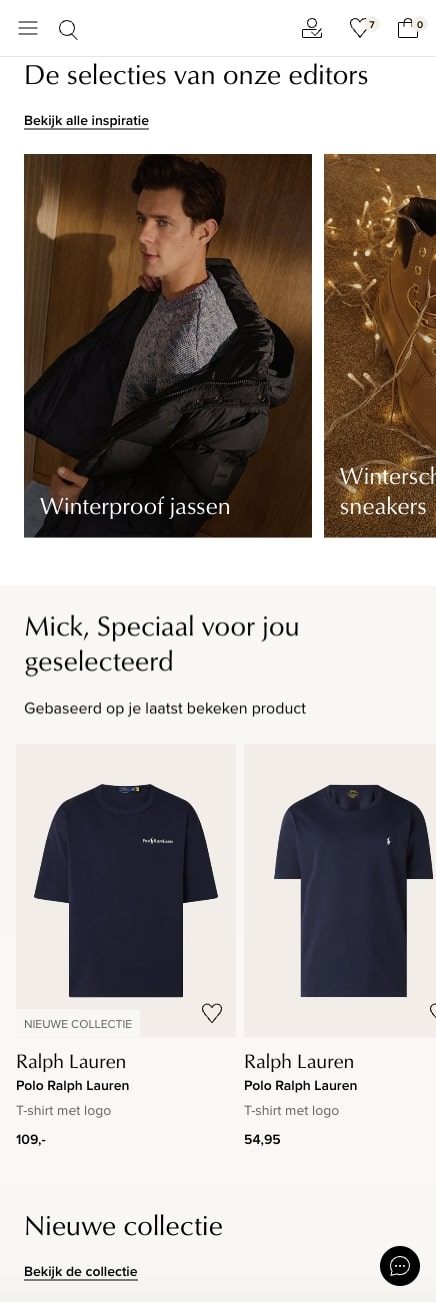 7
0
De selecties van onze editors
Bekijk alle inspiratie
Winterproof jassen
Wintersch
sneakers
Mick, Speciaal voor jou
geselecteerd
Gebaseerd op je laatst bekeken product
NIEUWE COLLECTIE
Ralph Lauren
Polo Ralph Lauren
T-shirt met logo
109,-
Ralph Lauren
Polo Ralph Lauren
T-shirt met logo
54,95
Nieuwe collectie
Bekijk de collectie